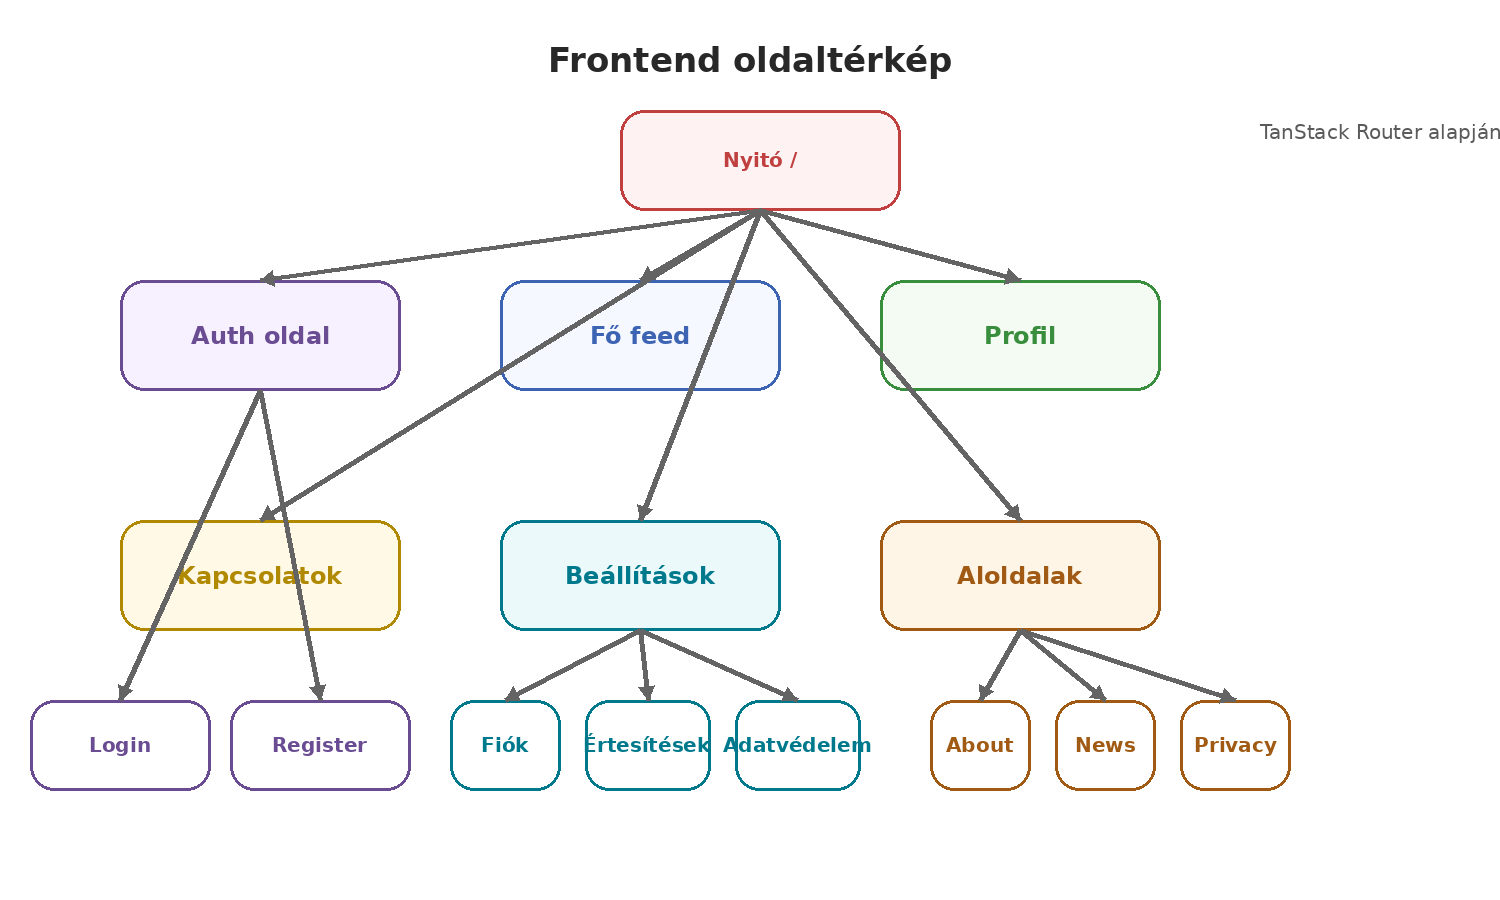 Frontend oldaltérkép
TanStack Router alapján
Nyitó /
Auth oldal
Fő feed
Profil
Kapcsolatok
Beállítások
Aloldalak
Login
Register
Fiók
Értesítések
Adatvédelem
About
News
Privacy